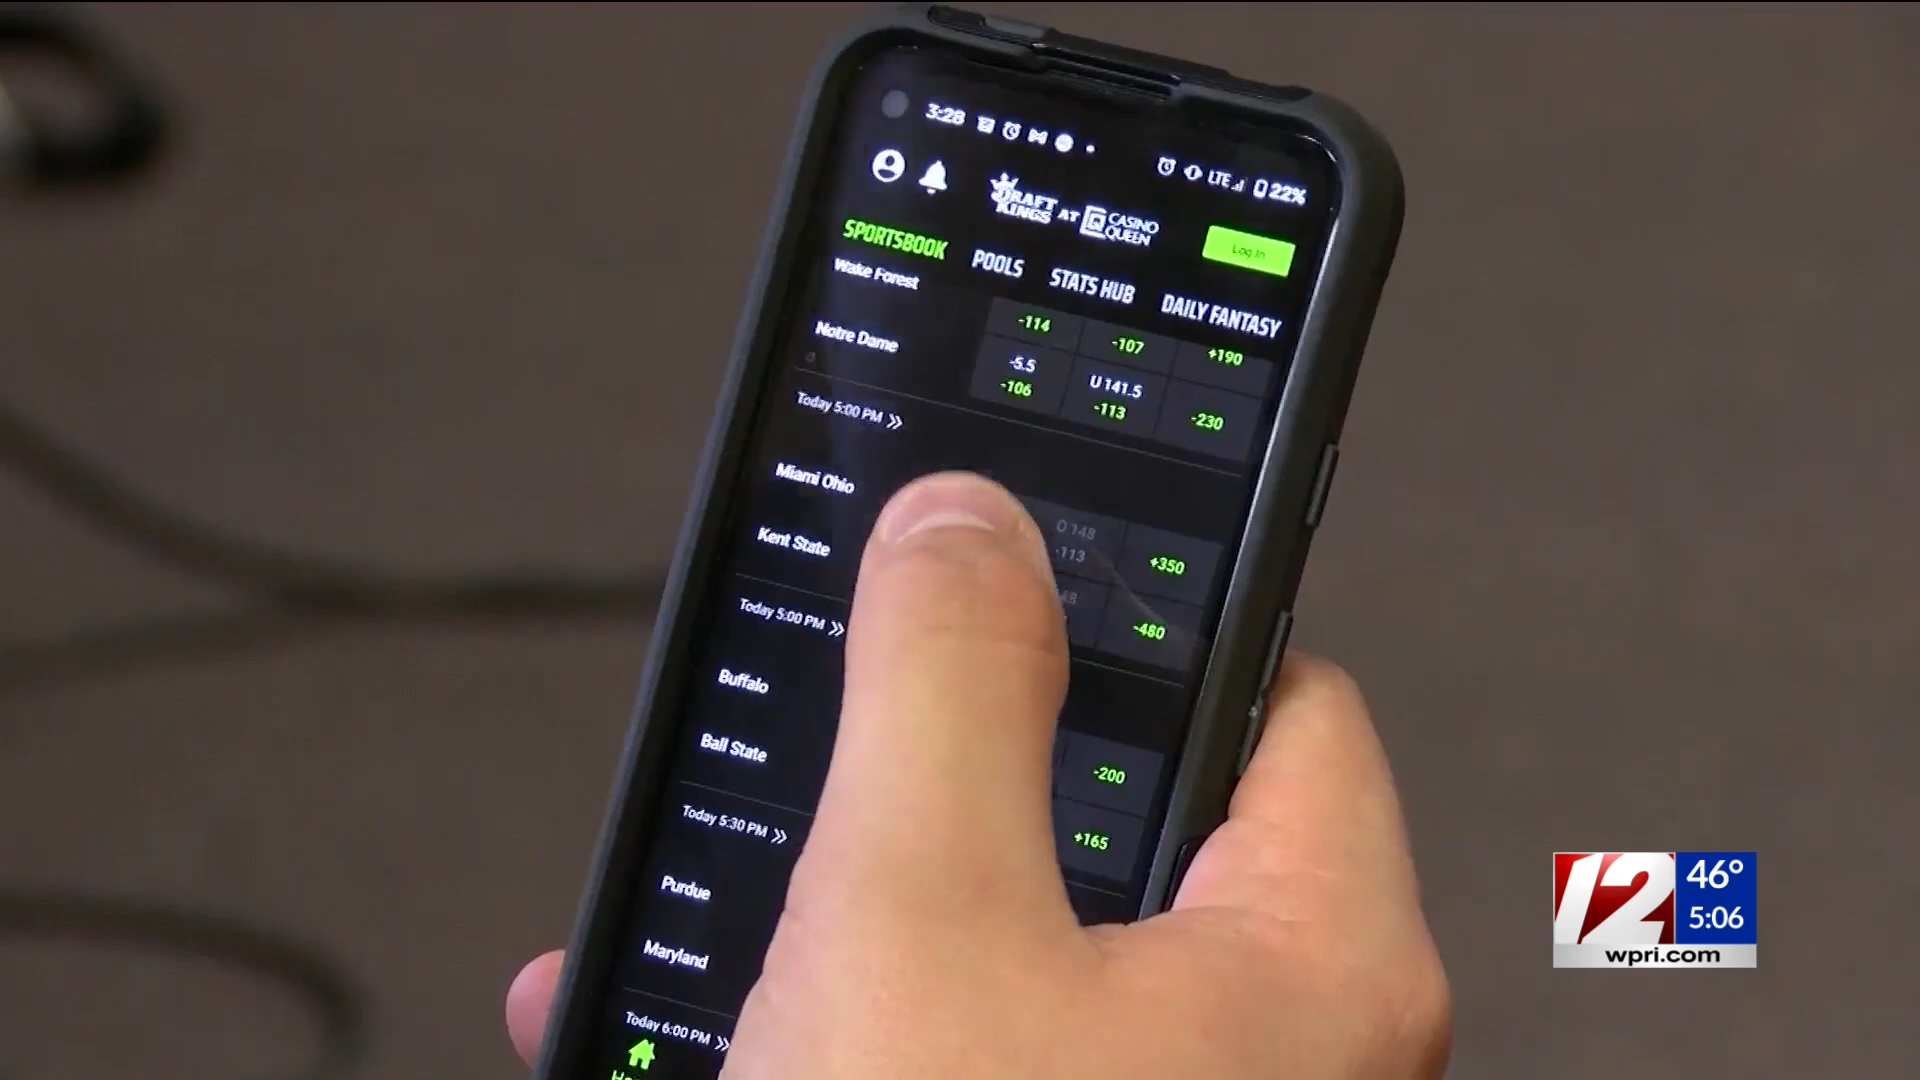 3:28
LTE 22%
DRAFT KINGS AT CASINO QUEEN
Log In
SPORTSBOOK POOLS STATS HUB DAILY FANTASY
Wake Forest
-114 -107 +190
Notre Dame
-5.5 U 141.5
-106 -113 -230
Today 5:00 PM
Miami Ohio
O 148
-113 +350
Kent State
-480
Today 5:00 PM
Buffalo
-200
Ball State
+165
Today 5:30 PM
Purdue
Maryland
Today 6:00 PM
12
46°
5:06
wpri.com